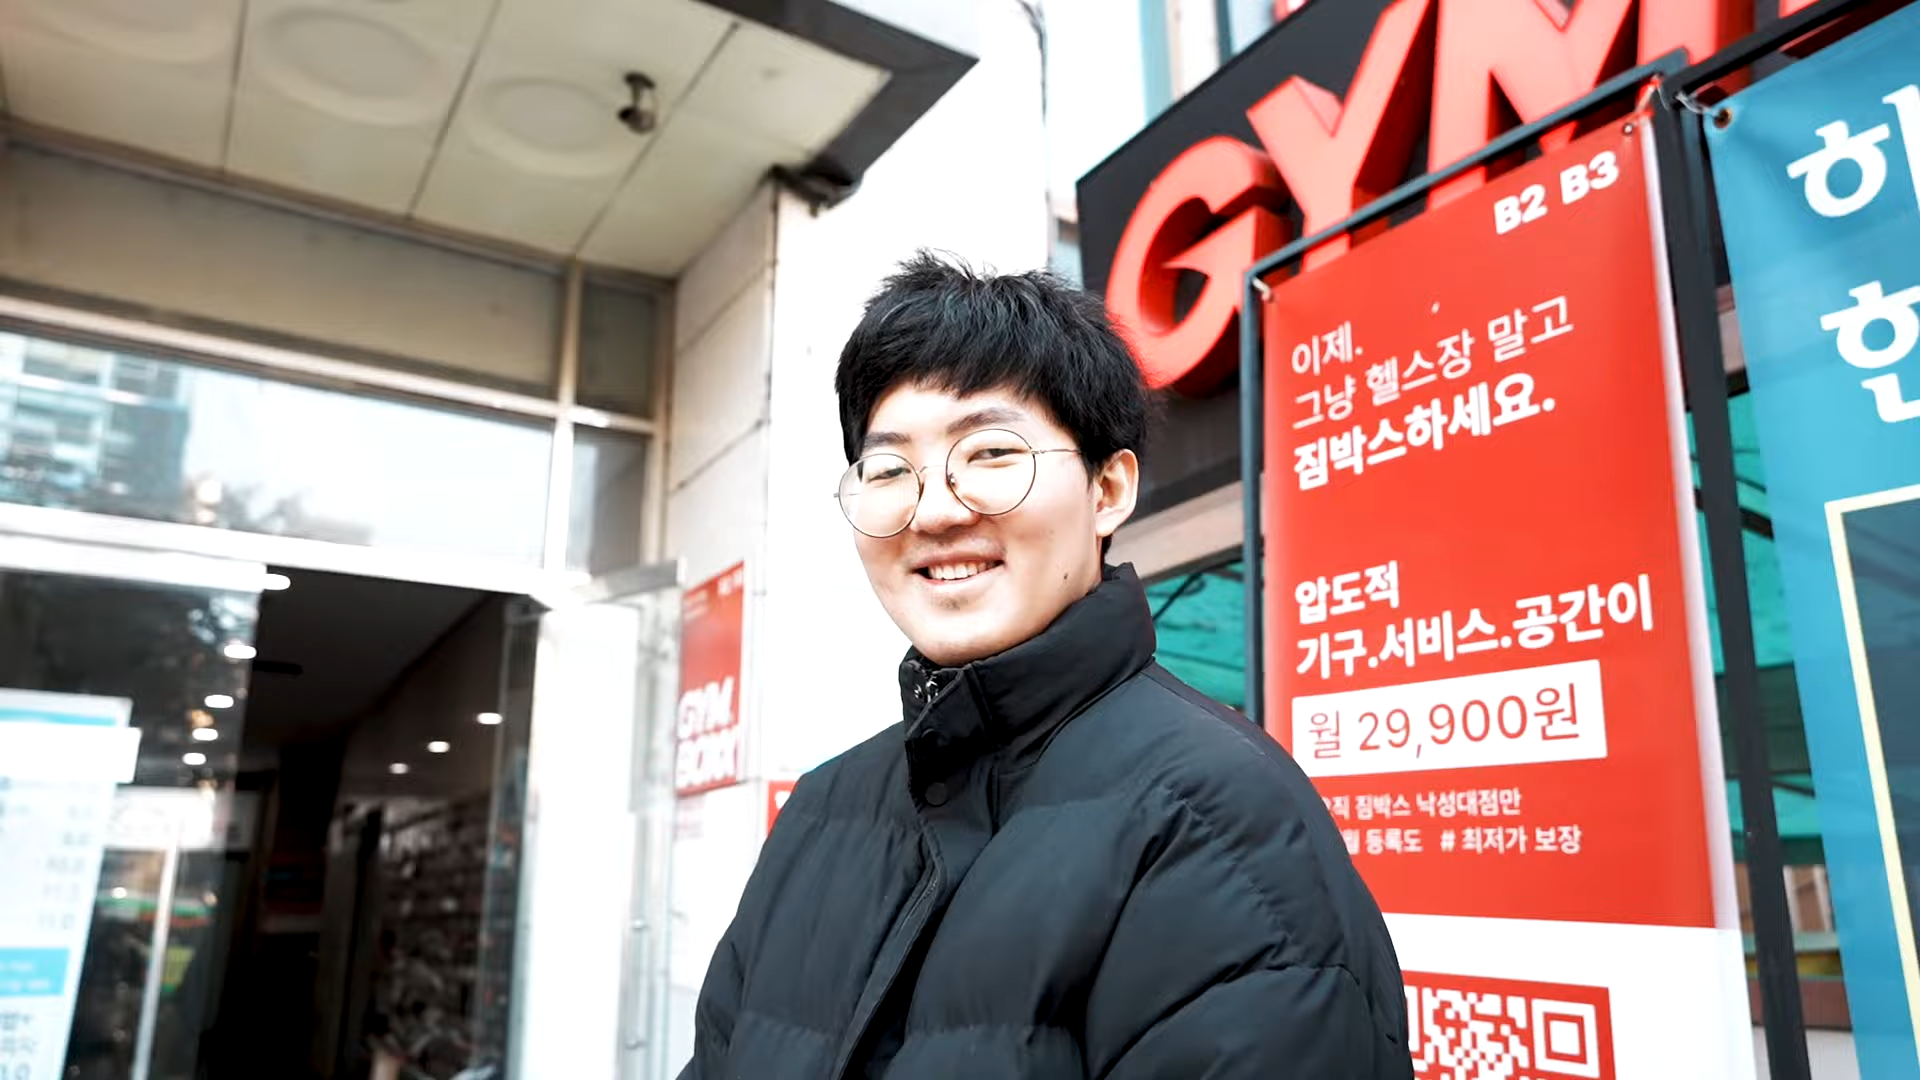 GYM
B2 B3
이제.
그냥 헬스장 말고
짐박스하세요.
압도적
기구.서비스.공간이
월 29,900원
짐박스 낙성대점만
등록도 # 최저가 보장
GYM
BOXX